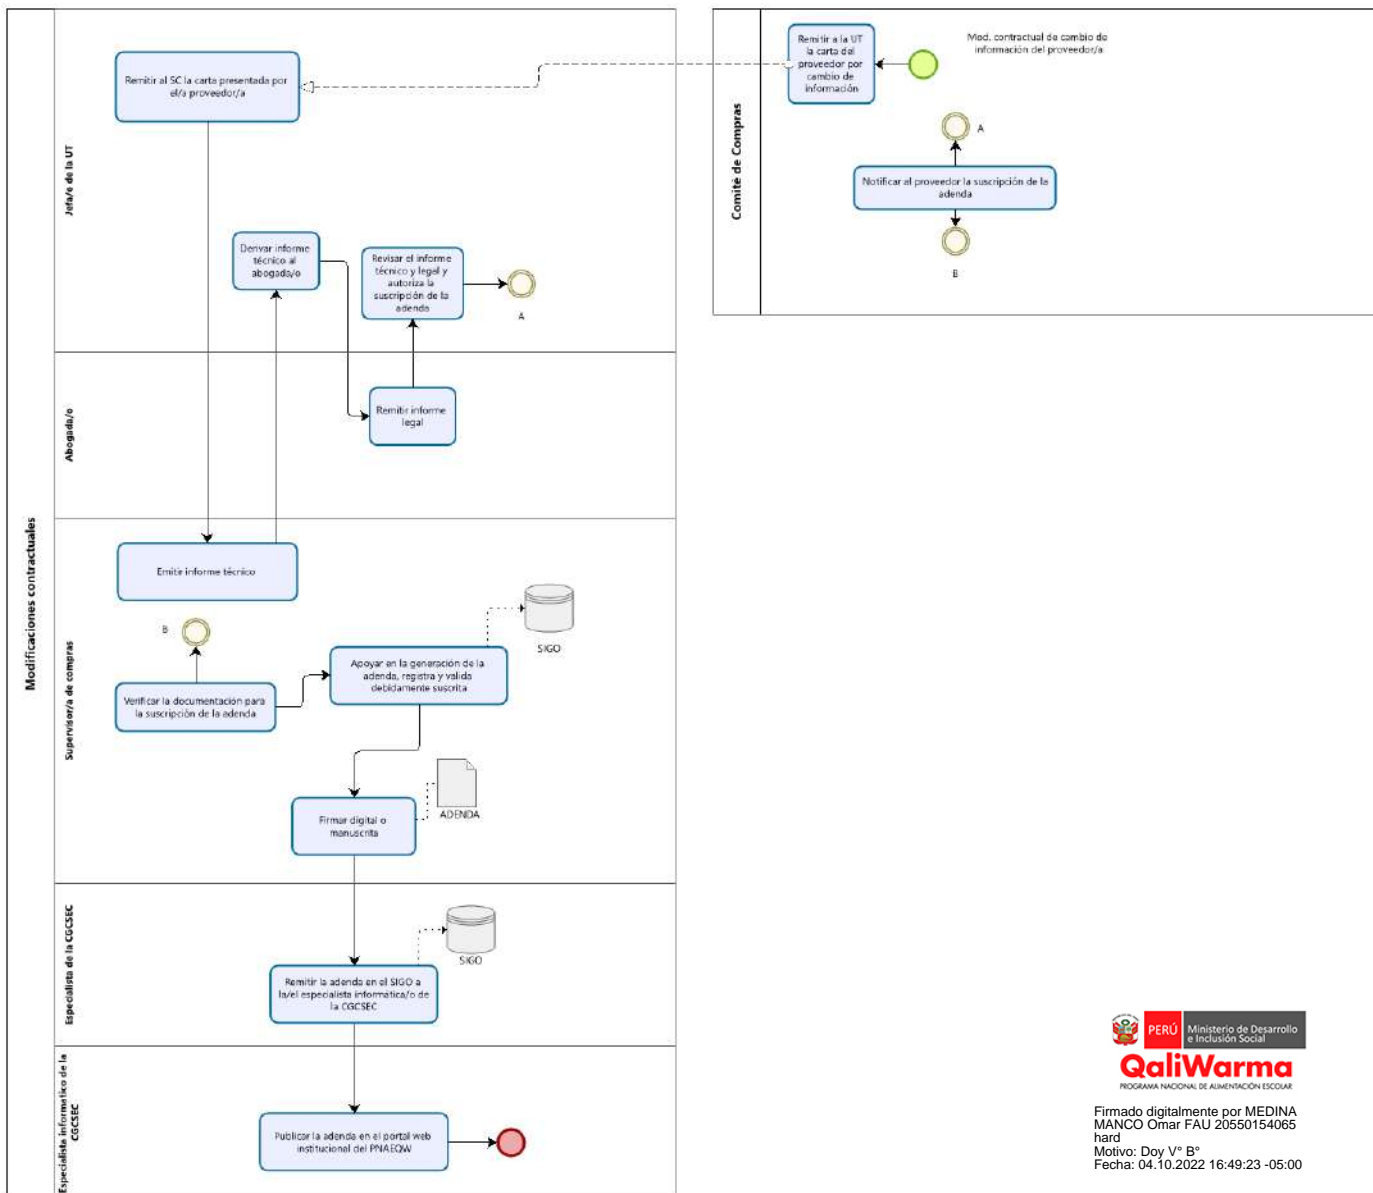 Modificaciones contractuales
Jefa/e de la UT
Remitir al SC la carta presentada por
el/a proveedor/a
Derivar informe
técnico al
abogada/o
Revisar el informe
técnico y legal y
autoriza la
suscripción de la
adenda
A
Abogada/o
Remitir informe
legal
Supervisor/a de compras
Emitir informe técnico
B
Verificar la documentación para
la suscripción de la adenda
Apoyar en la generación de la
adenda, registra y valida
debidamente suscrita
SIGO
Firmar digital o
manuscrita
ADENDA
Especialista de la CGCSEC
Remitir la adenda en el SIGO a
la/el especialista informática/o de
la CGCSEC
SIGO
Especialista informatico de la
CGCSEC
Publicar la adenda en el portal web
institucional del PNAEQW
Comité de Compras
Remitir a la UT
la carta del
proveedor por
cambio de
información
Mod. contractual de cambio de
información del proveedor/a
A
Notificar al proveedor la suscripción de la
adenda
B
PERÚ
Ministerio de Desarrollo
e Inclusión Social
QaliWarma
PROGRAMA NACIONAL DE ALIMENTACIÓN ESCOLAR
Firmado digitalmente por MEDINA
MANCO Omar FAU 20550154065
hard
Motivo: Doy V° B°
Fecha: 04.10.2022 16:49:23 -05:00